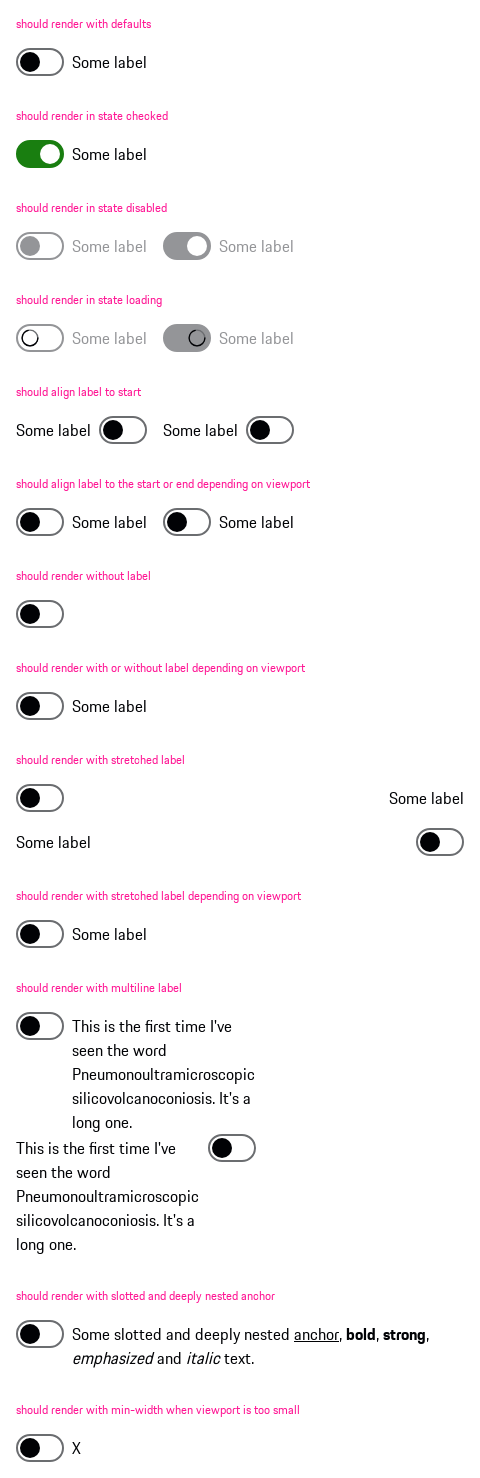 should render with defaults
Some label
should render in state checked
Some label
should render in state disabled
Some label Some label
should render in state loading
Some label Some label
should align label to start
Some label Some label
should align label to the start or end depending on viewport
Some label Some label
should render without label
should render with or without label depending on viewport
Some label
should render with stretched label
Some label
Some label
should render with stretched label depending on viewport
Some label
should render with multiline label
This is the first time I've
seen the word
Pneumonoultramicroscopic
silicovolcanoconiosis. It's a
long one.
This is the first time I've
seen the word
Pneumonoultramicroscopic
silicovolcanoconiosis. It's a
long one.
should render with slotted and deeply nested anchor
Some slotted and deeply nested anchor, bold, strong,
emphasized and italic text.
should render with min-width when viewport is too small
X